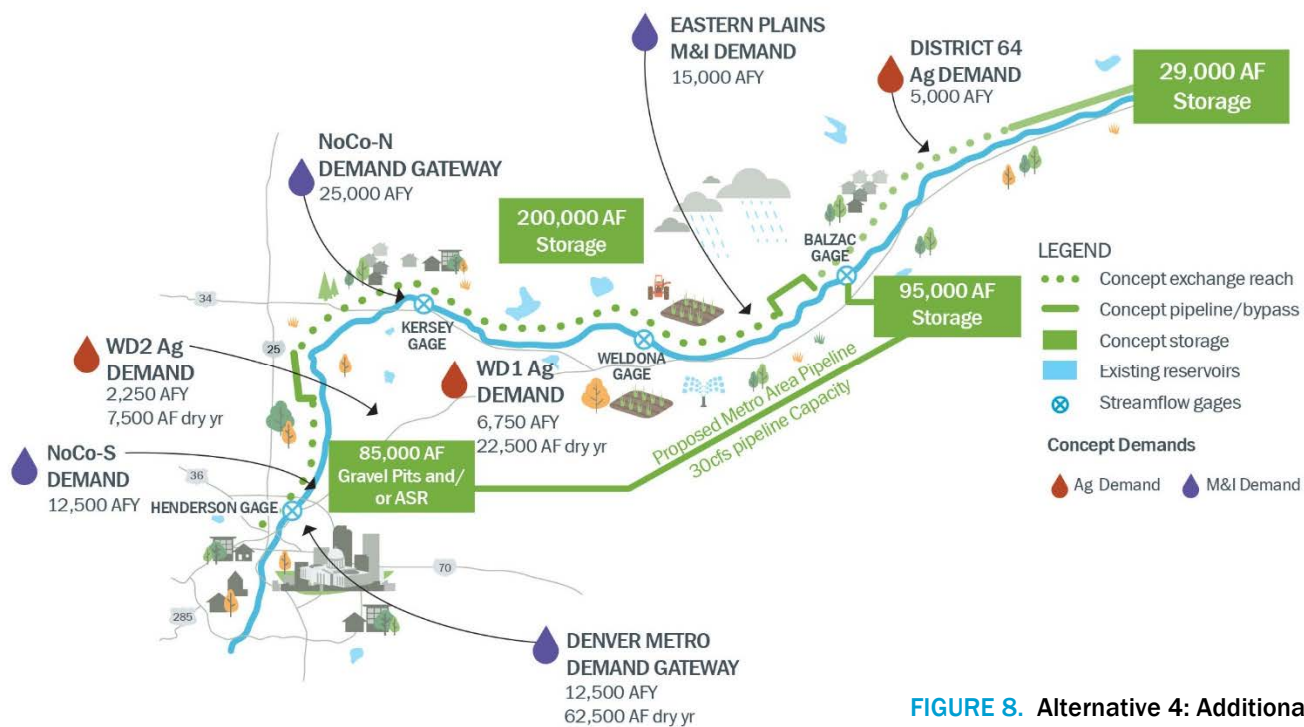 EASTERN PLAINS
M&I DEMAND
15,000 AFY
DISTRICT 64
Ag DEMAND
5,000 AFY
29,000 AF
Storage
NoCo-N
DEMAND GATEWAY
25,000 AFY
200,000 AF
Storage
BALZAC
GAGE
LEGEND
Concept exchange reach
Concept pipeline/bypass
Concept storage
Existing reservoirs
Streamflow gages
Concept Demands
Ag Demand
M&I Demand
95,000 AF
Storage
34
25
KERSEY
GAGE
WELDONA
GAGE
WD2 Ag
DEMAND
2,250 AFY
7,500 AF dry yr
WD1 Ag
DEMAND
6,750 AFY
22,500 AF dry yr
Proposed Metro Area Pipeline
30cfs pipeline Capacity
NoCo-S
DEMAND
12,500 AFY
36
85,000 AF
Gravel Pits and/
or ASR
HENDERSON GAGE
70
285
DENVER METRO
DEMAND GATEWAY
12,500 AFY
62,500 AF dry yr
FIGURE 8. Alternative 4: Additiona